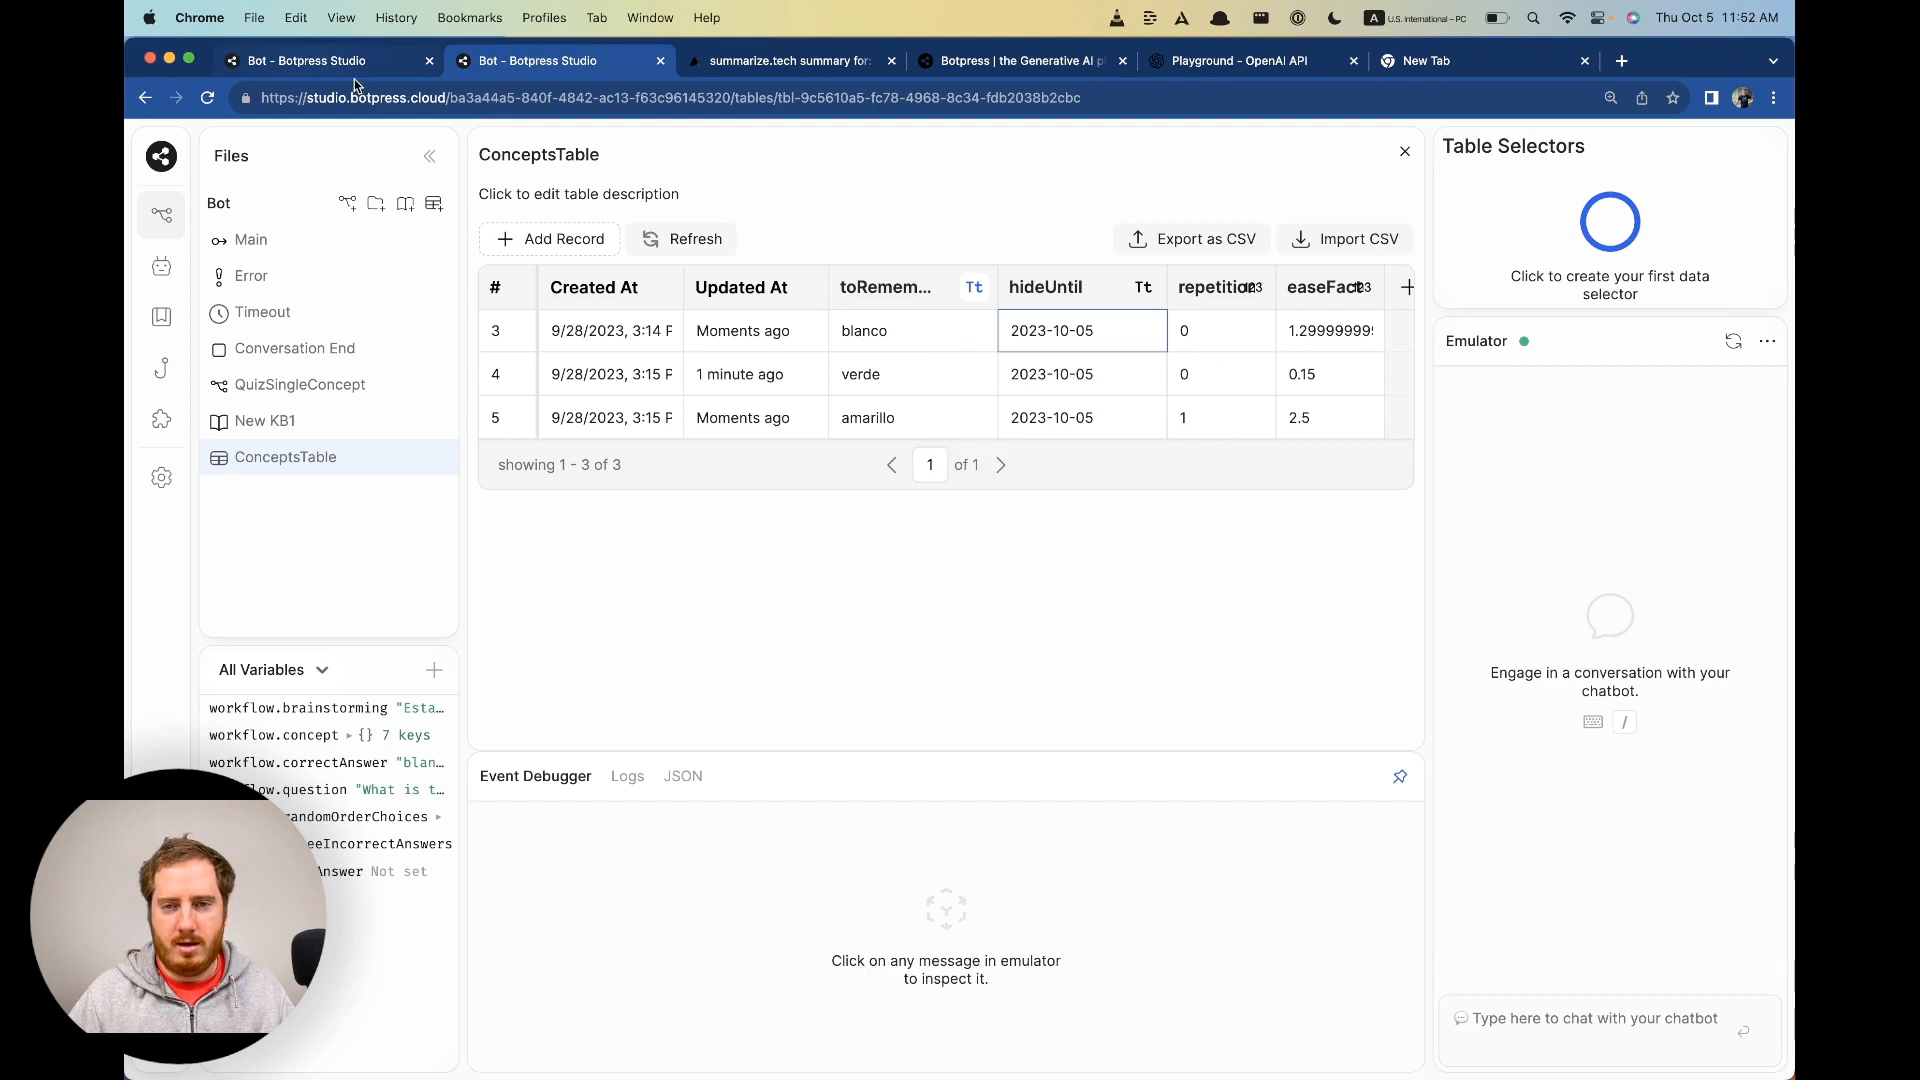 Chrome File Edit View History Bookmarks Profiles Tab Window Help A U.S. International – PC Thu Oct 5 11:52 AM
Bot - Botpress Studio Bot - Botpress Studio summarize.tech summary for: Botpress | the Generative AI pl Playground - OpenAI API New Tab
https://studio.botpress.cloud/ba3a44a5-840f-4842-ac13-f63c96145320/tables/tbl-9c5610a5-fc78-4968-8c34-fdb2038b2cbc
Files
Bot
Main
Error
Timeout
Conversation End
QuizSingleConcept
New KB1
ConceptsTable
All Variables
workflow.brainstorming "Esta…
workflow.concept {} 7 keys
workflow.correctAnswer "blan…
low.question "What is t…
randomOrderChoices
eeIncorrectAnswers
Answer Not set
ConceptsTable
Click to edit table description
Add Record Refresh Export as CSV Import CSV
# Created At Updated At toRemem... Tt hideUntil Tt repetition 123 easeFact 123
3 9/28/2023, 3:14 P Moments ago blanco 2023-10-05 0 1.299999999
4 9/28/2023, 3:15 P 1 minute ago verde 2023-10-05 0 0.15
5 9/28/2023, 3:15 P Moments ago amarillo 2023-10-05 1 2.5
showing 1 - 3 of 3 1 of 1
Event Debugger Logs JSON
Click on any message in emulator
to inspect it.
Table Selectors
Click to create your first data
selector
Emulator
Engage in a conversation with your
chatbot.
/
Type here to chat with your chatbot